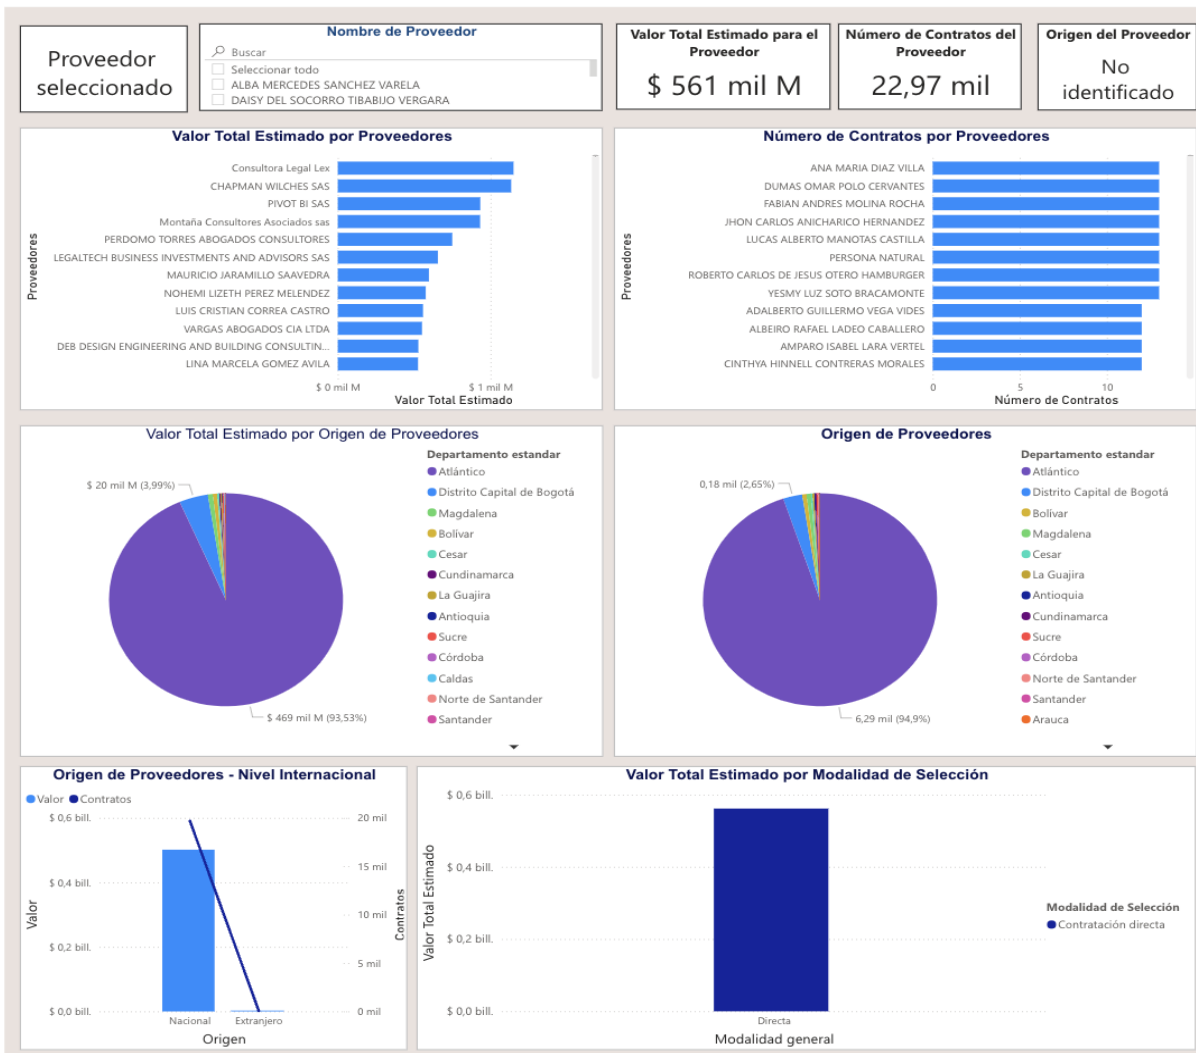 Proveedor
seleccionado
Nombre de Proveedor
Buscar
Seleccionar todo
ALBA MERCEDES SANCHEZ VARELA
DAISY DEL SOCORRO TIBABIJO VERGARA
Valor Total Estimado para el
Proveedor
$ 561 mil M
Número de Contratos del
Proveedor
22,97 mil
Origen del Proveedor
No
identificado
Valor Total Estimado por Proveedores
Proveedores
Consultora Legal Lex
CHAPMAN WILCHES SAS
PIVOT BI SAS
Montaña Consultores Asociados sas
PERDOMO TORRES ABOGADOS CONSULTORES
LEGALTECH BUSINESS INVESTMENTS AND ADVISORS SAS
MAURICIO JARAMILLO SAAVEDRA
NOHEMI LIZETH PEREZ MELENDEZ
LUIS CRISTIAN CORREA CASTRO
VARGAS ABOGADOS CIA LTDA
DEB DESIGN ENGINEERING AND BUILDING CONSULTIN...
LINA MARCELA GOMEZ AVILA
$ 0 mil M $ 1 mil M
Valor Total Estimado
Número de Contratos por Proveedores
Proveedores
ANA MARIA DIAZ VILLA
DUMAS OMAR POLO CERVANTES
FABIAN ANDRES MOLINA ROCHA
JHON CARLOS ANICHARICO HERNANDEZ
LUCAS ALBERTO MANOTAS CASTILLA
PERSONA NATURAL
ROBERTO CARLOS DE JESUS OTERO HAMBURGER
YESMY LUZ SOTO BRACAMONTE
ADALBERTO GUILLERMO VEGA VIDES
ALBEIRO RAFAEL LADEO CABALLERO
AMPARO ISABEL LARA VERTEL
CINTHYA HINNELL CONTRERAS MORALES
0 5 10
Número de Contratos
Valor Total Estimado por Origen de Proveedores
$ 20 mil M (3,99%)
$ 469 mil M (93,53%)
Departamento estandar
Atlántico
Distrito Capital de Bogotá
Magdalena
Bolívar
Cesar
Cundinamarca
La Guajira
Antioquia
Sucre
Córdoba
Caldas
Norte de Santander
Santander
Origen de Proveedores
0,18 mil (2,65%)
6,29 mil (94,9%)
Departamento estandar
Atlántico
Distrito Capital de Bogotá
Bolívar
Magdalena
Cesar
La Guajira
Antioquia
Cundinamarca
Sucre
Córdoba
Norte de Santander
Santander
Arauca
Origen de Proveedores - Nivel Internacional
Valor Contratos
$ 0,6 bill. 20 mil
15 mil
$ 0,4 bill.
10 mil
$ 0,2 bill.
5 mil
$ 0,0 bill. 0 mil
Valor
Contratos
Nacional Extranjero
Origen
Valor Total Estimado por Modalidad de Selección
Valor Total Estimado
$ 0,6 bill.
$ 0,4 bill.
$ 0,2 bill.
$ 0,0 bill.
Directa
Modalidad general
Modalidad de Selección
Contratación directa